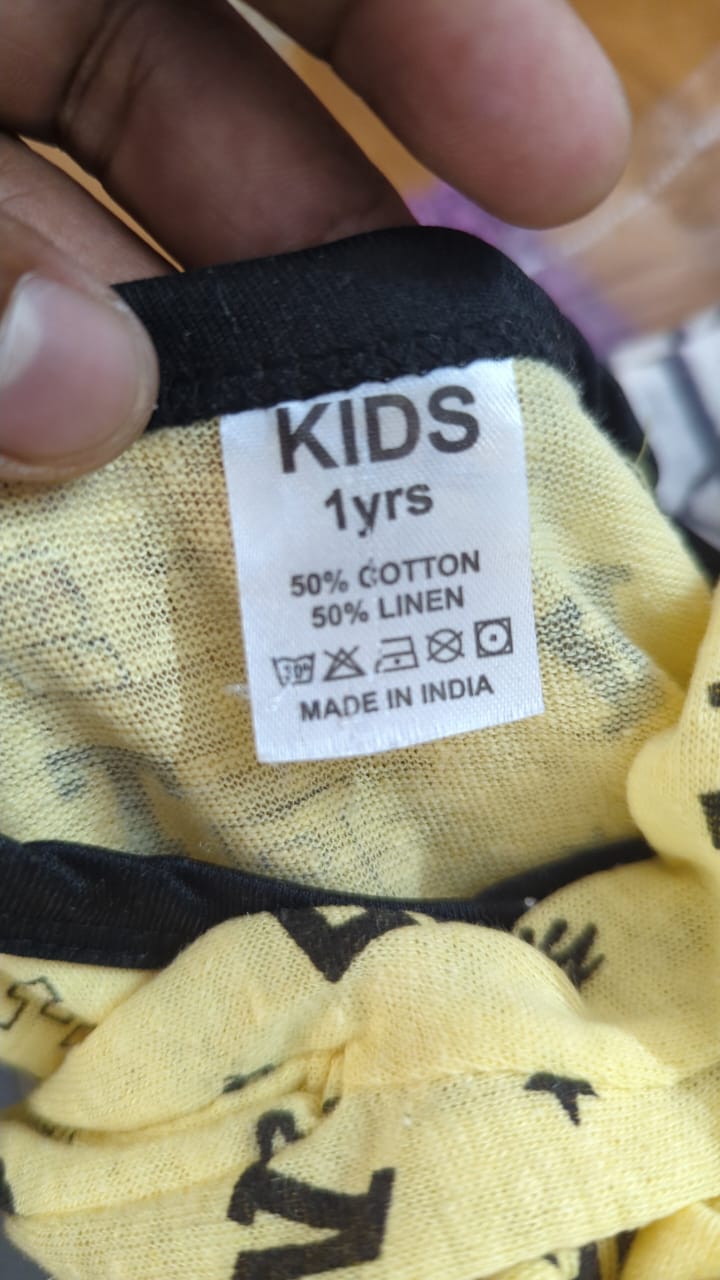 KIDS
1yrs
50% COTTON
50% LINEN
MADE IN INDIA